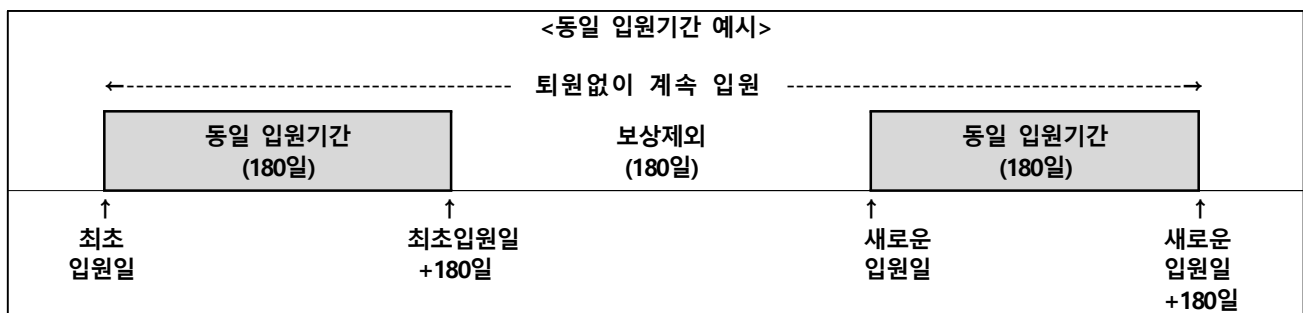 <동일 입원기간 예시>
←---------------------------------------- 퇴원없이 계속 입원 ----------------------------------------→
동일 입원기간 보상제외 동일 입원기간
(180일) (180일) (180일)
↑ ↑ ↑ ↑
최초 최초입원일 새로운 새로운
입원일 +180일 입원일 입원일
+180일